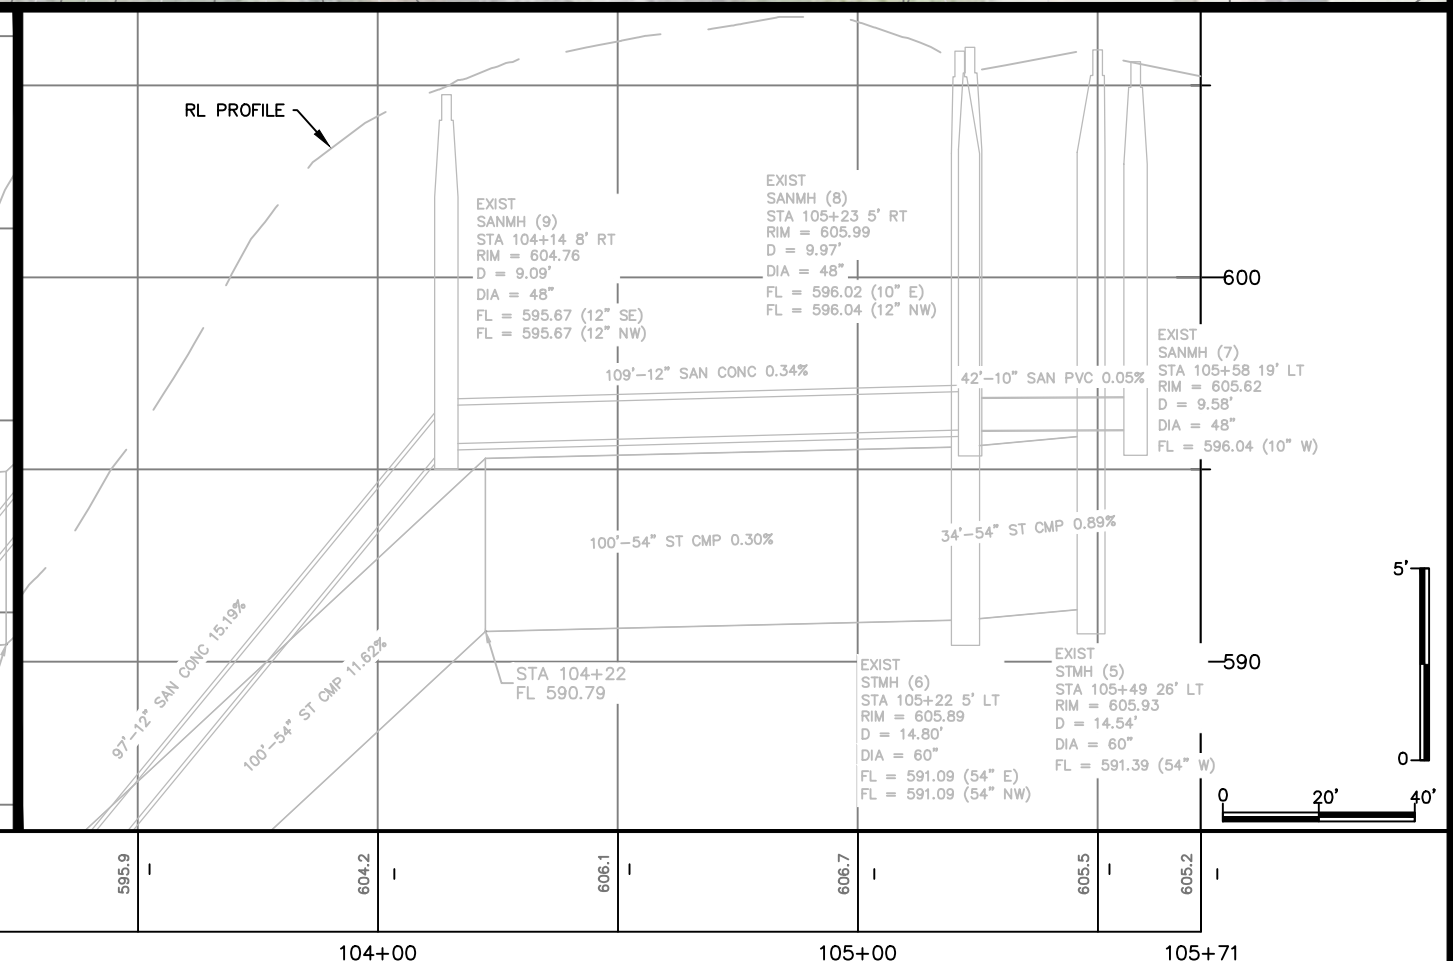 RL PROFILE
EXIST
SANMH (9)
STA 104+14 8' RT
RIM = 604.76
D = 9.09'
DIA = 48"
FL = 595.67 (12" SE)
FL = 595.67 (12" NW)
EXIST
SANMH (8)
STA 105+23 5' RT
RIM = 605.99
D = 9.97'
DIA = 48"
FL = 596.02 (10" E)
FL = 596.04 (12" NW)
600
EXIST
SANMH (7)
STA 105+58 19' LT
RIM = 605.62
D = 9.58'
DIA = 48"
FL = 596.04 (10" W)
109'-12" SAN CONC 0.34%
42'-10" SAN PVC 0.05%
100'-54" ST CMP 0.30%
34'-54" ST CMP 0.89%
97'-12" SAN CONC 15.19%
100'-54" ST CMP 11.62%
STA 104+22
FL 590.79
590
EXIST
STMH (6)
STA 105+22 5' LT
RIM = 605.89
D = 14.80'
DIA = 60"
FL = 591.09 (54" E)
FL = 591.09 (54" NW)
EXIST
STMH (5)
STA 105+49 26' LT
RIM = 605.93
D = 14.54'
DIA = 60"
FL = 591.39 (54" W)
5'
0
0 20' 40'
595.9 604.2 606.1 606.7 605.5 605.2
104+00 105+00 105+71